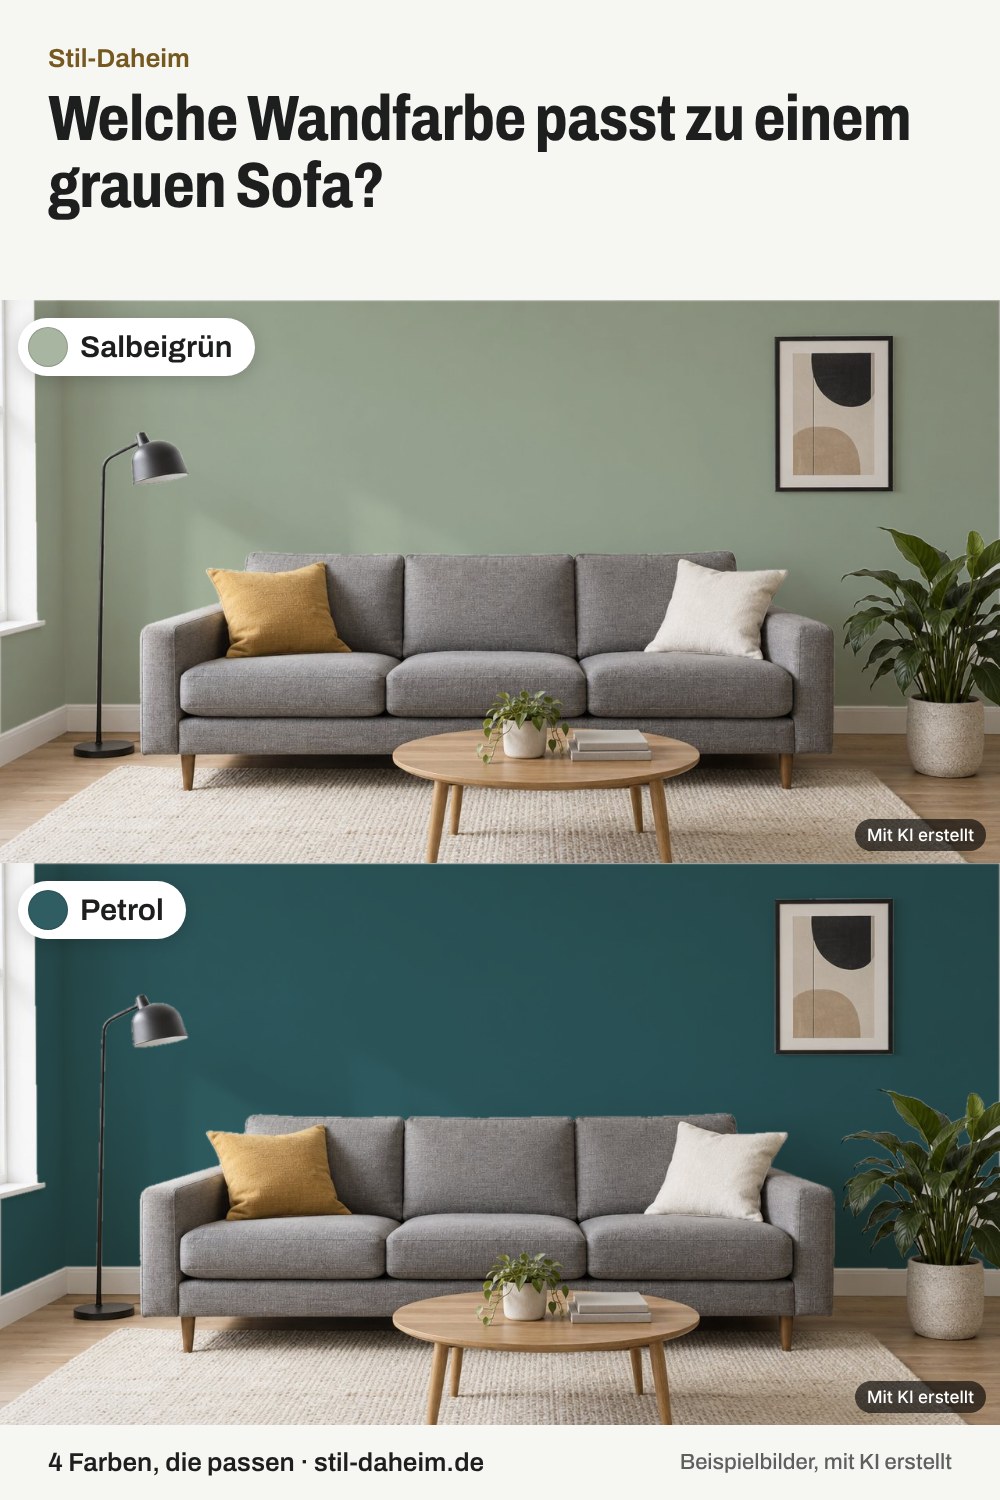 Stil-Daheim
Welche Wandfarbe passt zu einem
grauen Sofa?
Salbeigrün
Mit KI erstellt
Petrol
Mit KI erstellt
4 Farben, die passen · stil-daheim.de
Beispielbilder, mit KI erstellt